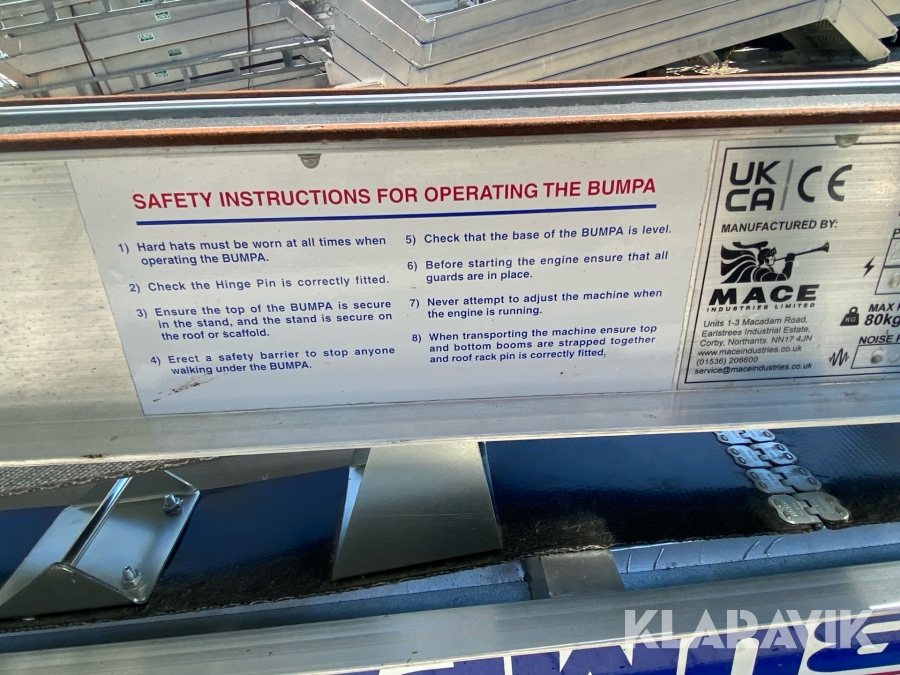 SAFETY INSTRUCTIONS FOR OPERATING THE BUMPA
1) Hard hats must be worn at all times when
operating the BUMPA.
2) Check the Hinge Pin is correctly fitted.
3) Ensure the top of the BUMPA is secure
in the stand, and the stand is secure on
the roof or scaffold.
4) Erect a safety barrier to stop anyone
walking under the BUMPA.
5) Check that the base of the BUMPA is level.
6) Before starting the engine ensure that all
guards are in place.
7) Never attempt to adjust the machine when
the engine is running.
8) When transporting the machine ensure top
and bottom booms are strapped together
and roof rack pin is correctly fitted.
UK
CA CE
MANUFACTURED BY:
MACE
INDUSTRIES LIMITED
Units 1-3 Macadam Road,
Earlstrees Industrial Estate,
Corby, Northants. NN17 4JN
www.maceindustries.co.uk
(01536) 206600
service@maceindustries.co.uk
KG
MAX
80kg
NOISE
KLARAVIK